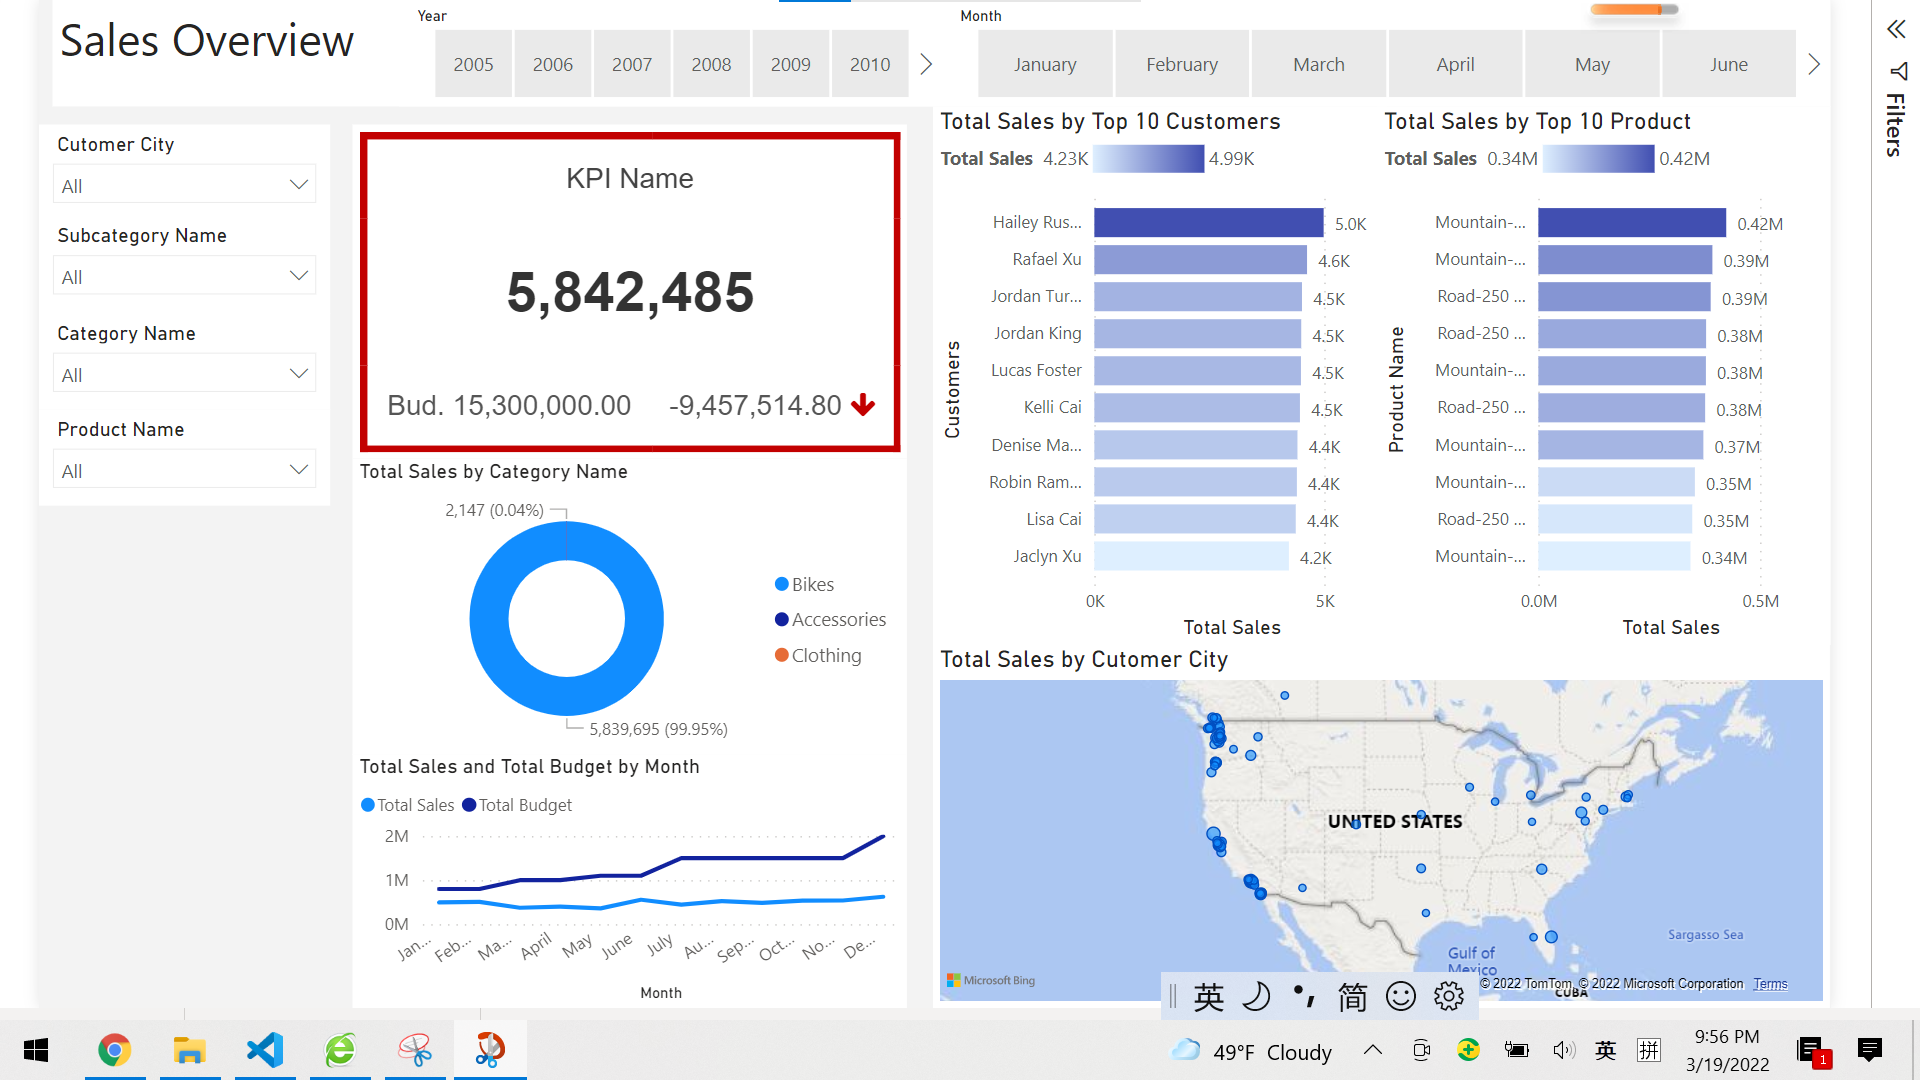 Sales Overview
Year
2005 2006 2007 2008 2009 2010
Month
January February March April May June
Filters
Cutomer City
All
Subcategory Name
All
Category Name
All
Product Name
All
KPI Name
5,842,485
Bud. 15,300,000.00 -9,457,514.80
Total Sales by Category Name
2,147 (0.04%)
5,839,695 (99.95%)
Bikes
Accessories
Clothing
Total Sales and Total Budget by Month
Total Sales Total Budget
2M
1M
0M
Jan... Feb... Ma... April May June July Au... Sep... Oct... No... De...
Month
Total Sales by Top 10 Customers
Total Sales 4.23K 4.99K
Customers
Hailey Rus... 5.0K
Rafael Xu 4.6K
Jordan Tur... 4.5K
Jordan King 4.5K
Lucas Foster 4.5K
Kelli Cai 4.5K
Denise Ma... 4.4K
Robin Ram... 4.4K
Lisa Cai 4.4K
Jaclyn Xu 4.2K
0K 5K
Total Sales
Total Sales by Top 10 Product
Total Sales 0.34M 0.42M
Product Name
Mountain-... 0.42M
Mountain-... 0.39M
Road-250 ... 0.39M
Road-250 ... 0.38M
Mountain-... 0.38M
Road-250 ... 0.38M
Mountain-... 0.37M
Mountain-... 0.35M
Road-250 ... 0.35M
Mountain-... 0.34M
0.0M 0.5M
Total Sales
Total Sales by Cutomer City
UNITED STATES
Sargasso Sea
Gulf of
Mexico
CUBA
Microsoft Bing
© 2022 TomTom, © 2022 Microsoft Corporation Terms
英 简
49°F Cloudy
英 拼
9:56 PM
3/19/2022
1